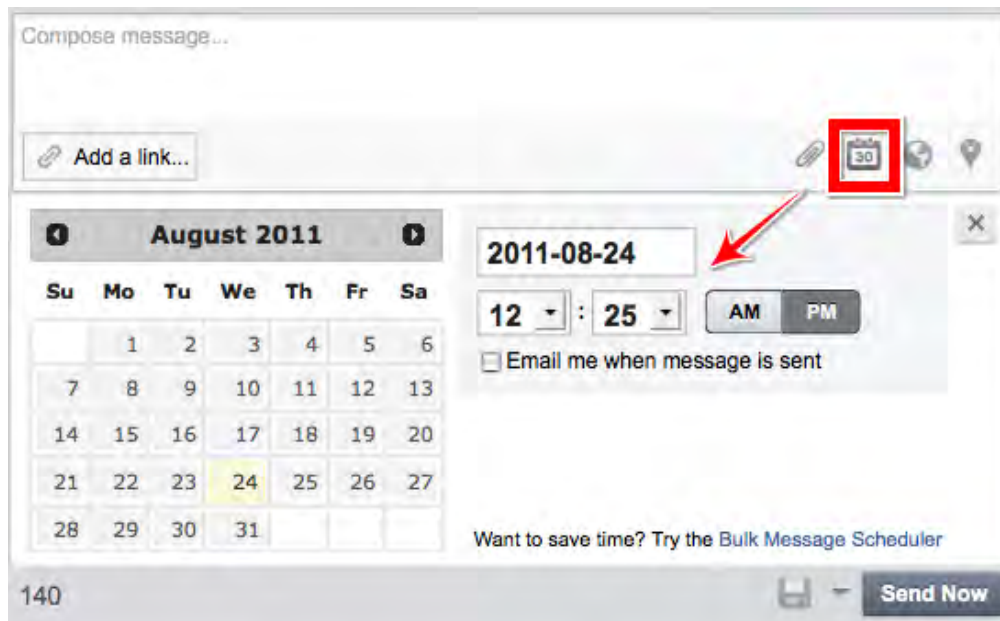 Compose message...
Add a link...
30
August 2011
Su Mo Tu We Th Fr Sa
1 2 3 4 5 6
7 8 9 10 11 12 13
14 15 16 17 18 19 20
21 22 23 24 25 26 27
28 29 30 31
2011-08-24
12 : 25 AM PM
Email me when message is sent
Want to save time? Try the Bulk Message Scheduler
140
Send Now